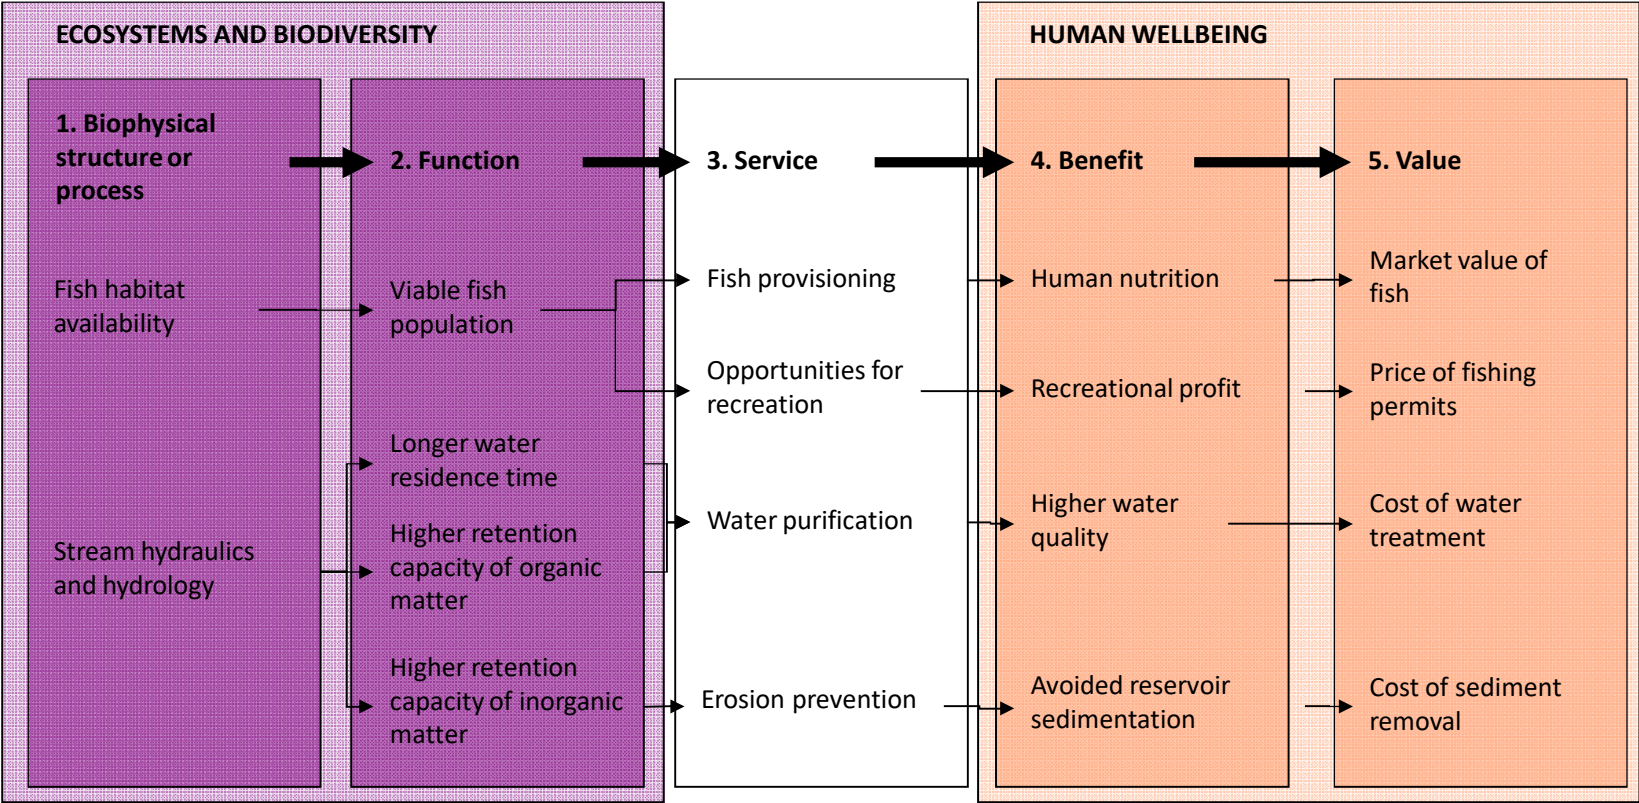 ECOSYSTEMS AND BIODIVERSITY
HUMAN WELLBEING
1. Biophysical
structure or
process
2. Function
3. Service
4. Benefit
5. Value
Fish habitat
availability
Viable fish
population
Fish provisioning
Human nutrition
Market value of
fish
Opportunities for
recreation
Recreational profit
Price of fishing
permits
Stream hydraulics
and hydrology
Longer water
residence time
Higher retention
capacity of organic
matter
Water purification
Higher water
quality
Cost of water
treatment
Higher retention
capacity of inorganic
matter
Erosion prevention
Avoided reservoir
sedimentation
Cost of sediment
removal